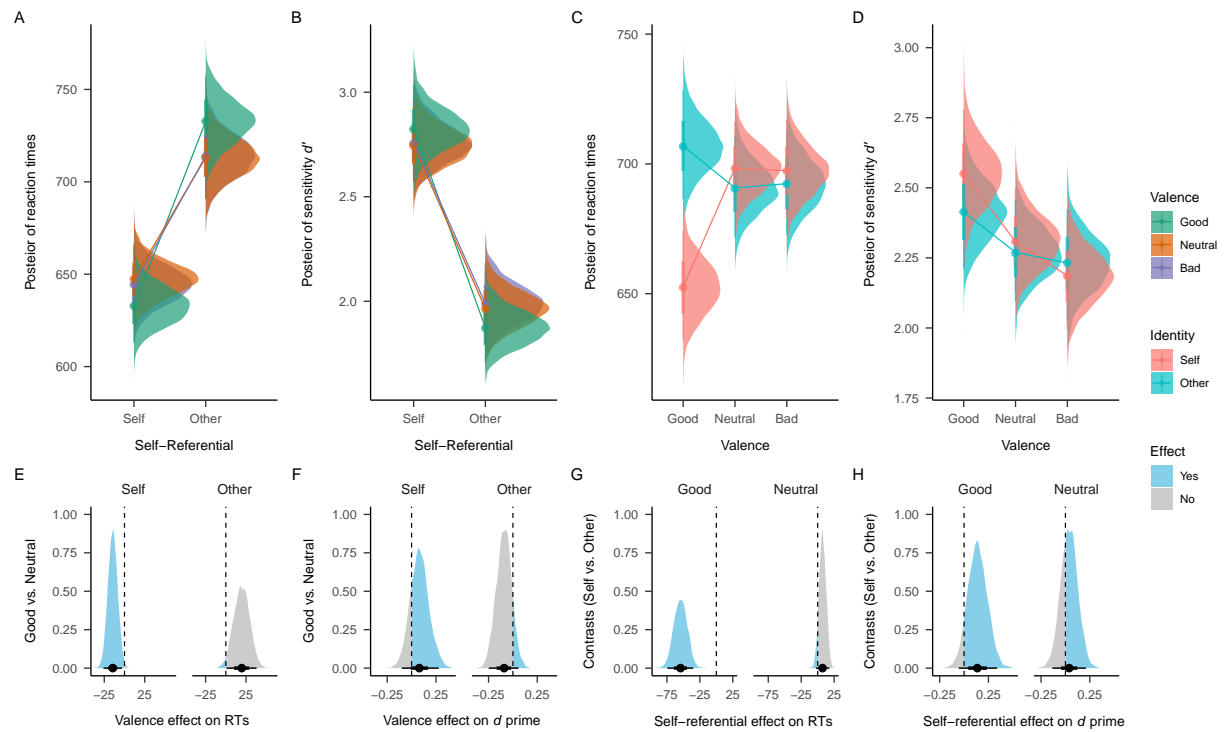 A
Posteior of reaction times
750
700
650
600
Self
Other
Self−Referential
B
Posterior of sensitivity d′
3.0
2.5
2.0
Self
Other
Self−Referential
C
Posteior of reaction times
750
700
650
Good
Neutral
Bad
Valence
D
Posterior of sensitivity d′
3.00
2.75
2.50
2.25
2.00
1.75
Good
Neutral
Bad
Valence
Valence
Good
Neutral
Bad
Identity
Self
Other
Effect
Yes
No
E
Self
Other
Good vs. Neutral
1.00
0.75
0.50
0.25
0.00
−25
25
−25
25
Valence effect on RTs
F
Self
Other
Good vs. Neutral
1.00
0.75
0.50
0.25
0.00
−0.25
0.25
−0.25
0.25
Valence effect on d prime
G
Good
Neutral
Contrasts (Self vs. Other)
1.00
0.75
0.50
0.25
0.00
−75
−25
25
−75
−25
25
Self−referential effect on RTs
H
Good
Neutral
Contrasts (Self vs. Other)
1.00
0.75
0.50
0.25
0.00
−0.25
0.25
−0.25
0.25
Self−referential effect on d prime